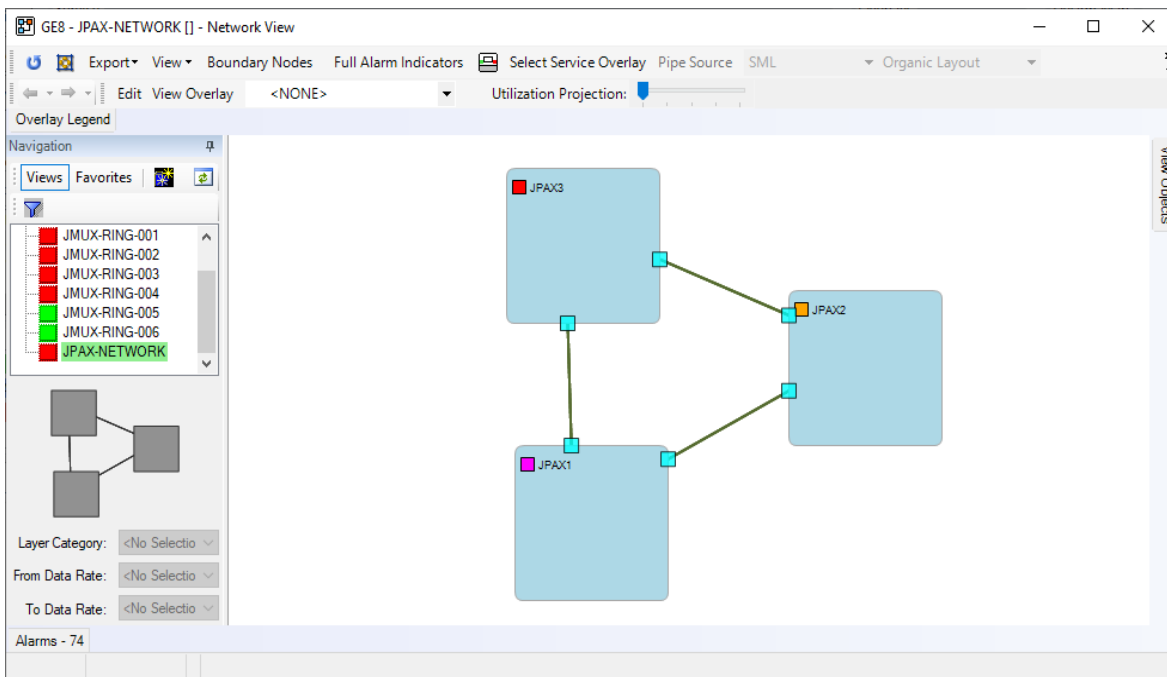 GE8 - JPAX-NETWORK [] - Network View
Export View Boundary Nodes Full Alarm Indicators Select Service Overlay Pipe Source SML Organic Layout
Edit View Overlay <NONE> Utilization Projection:
Overlay Legend
Navigation
Views Favorites
JMUX-RING-001
JMUX-RING-002
JMUX-RING-003
JMUX-RING-004
JMUX-RING-005
JMUX-RING-006
JPAX-NETWORK
Layer Category: <No Selectio
From Data Rate: <No Selectio
To Data Rate: <No Selectio
Alarms - 74
JPAX3
JPAX2
JPAX1
View Objects